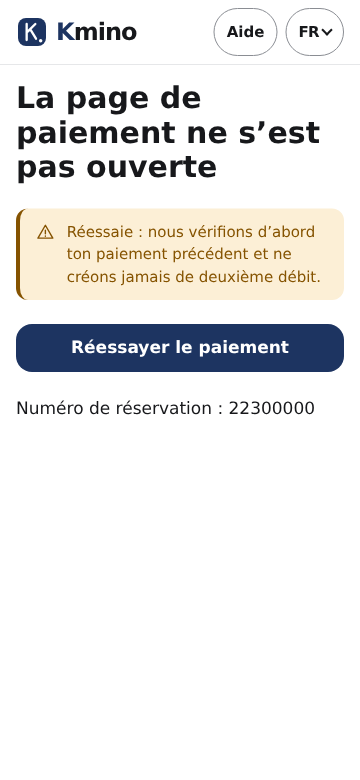 K. Kmino
Aide
FR
La page de
paiement ne s’est
pas ouverte
Réessaie : nous vérifions d’abord
ton paiement précédent et ne
créons jamais de deuxième débit.
Réessayer le paiement
Numéro de réservation : 22300000